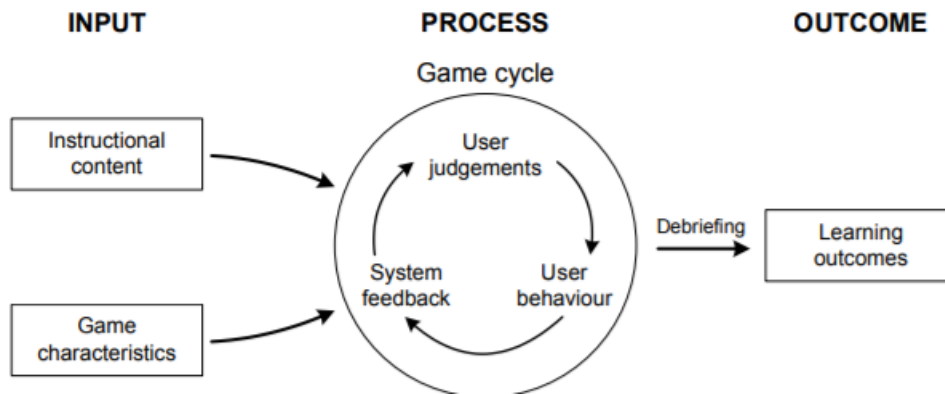 INPUT
PROCESS
OUTCOME
Game cycle
Instructional
content
Game
characteristics
User
judgements
User
behaviour
System
feedback
Debriefing
Learning
outcomes